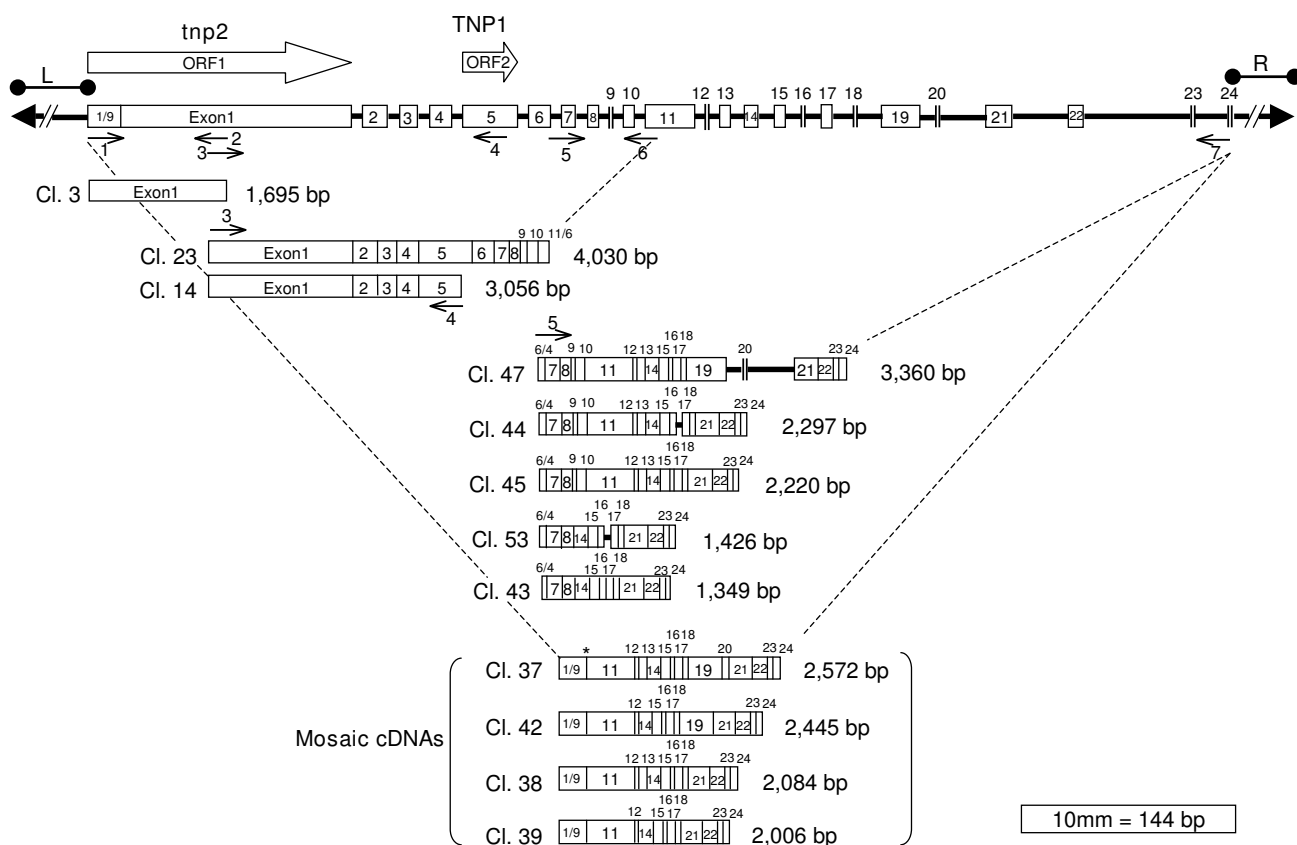 tnp2 TNP1
ORF1 ORF2
L R
9 10 12 13 15 16 17 18 20 23 24
1/9 Exon1 2 3 4 5 6 7 8 11 14 19 21 22
1 2 3 4 5 6 7
Cl. 3 Exon1 1,695 bp
3
9 10 11/6
Cl. 23 Exon1 2 3 4 5 6 7 8 4,030 bp
Cl. 14 Exon1 2 3 4 5 3,056 bp
4
5
16 18
6/4 9 10 12 13 15 17 20 23 24
Cl. 47 7 8 11 14 19 21 22 3,360 bp
16 18
6/4 9 10 12 13 15 17 23 24
Cl. 44 7 8 11 14 21 22 2,297 bp
16 18
6/4 9 10 12 13 15 17 23 24
Cl. 45 7 8 11 14 21 22 2,220 bp
16 18
6/4 15 17 23 24
Cl. 53 7 8 14 21 22 1,426 bp
16 18
6/4 15 17 23 24
Cl. 43 7 8 14 21 22 1,349 bp
16 18
* 12 13 15 17 20 23 24
Cl. 37 1/9 11 14 19 21 22 2,572 bp
16 18
12 15 17 23 24
Cl. 42 1/9 11 14 19 21 22 2,445 bp
Mosaic cDNAs
16 18
12 13 15 17 23 24
Cl. 38 1/9 11 14 21 22 2,084 bp
16 18
12 15 17 23 24
Cl. 39 1/9 11 14 21 22 2,006 bp
10mm = 144 bp